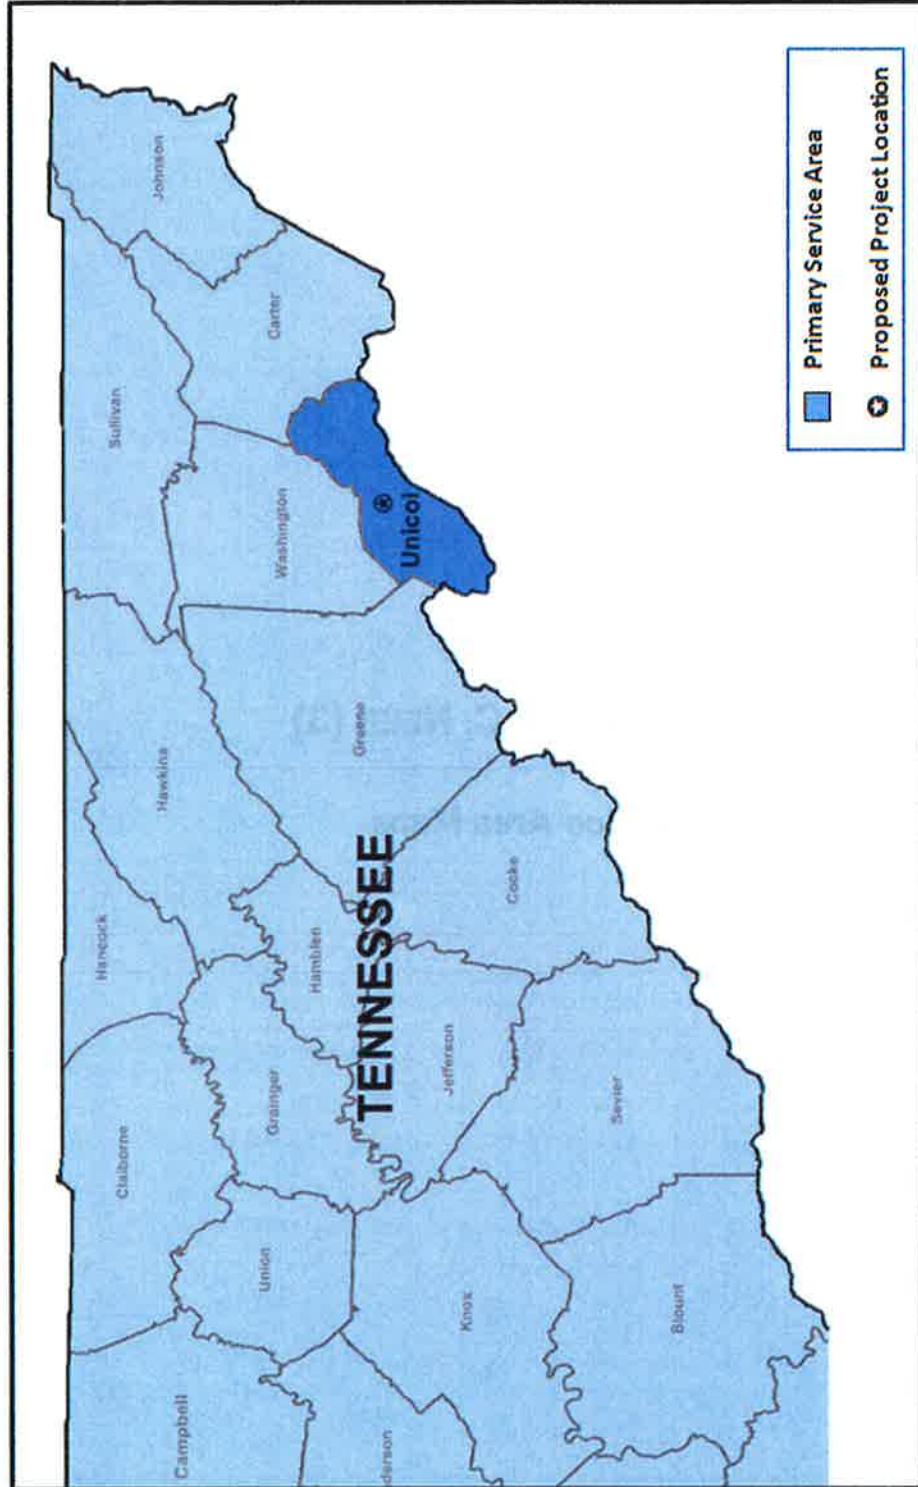 Campbell
Claiborne
Hancock
Sullivan
Johnson
Hawkins
Union
Grainger
Washington
Carter
Hamblen
TENNESSEE
Greene
Unicoi
derson
Knox
Jefferson
Cocke
Sevier
Blount
Primary Service Area
Proposed Project Location